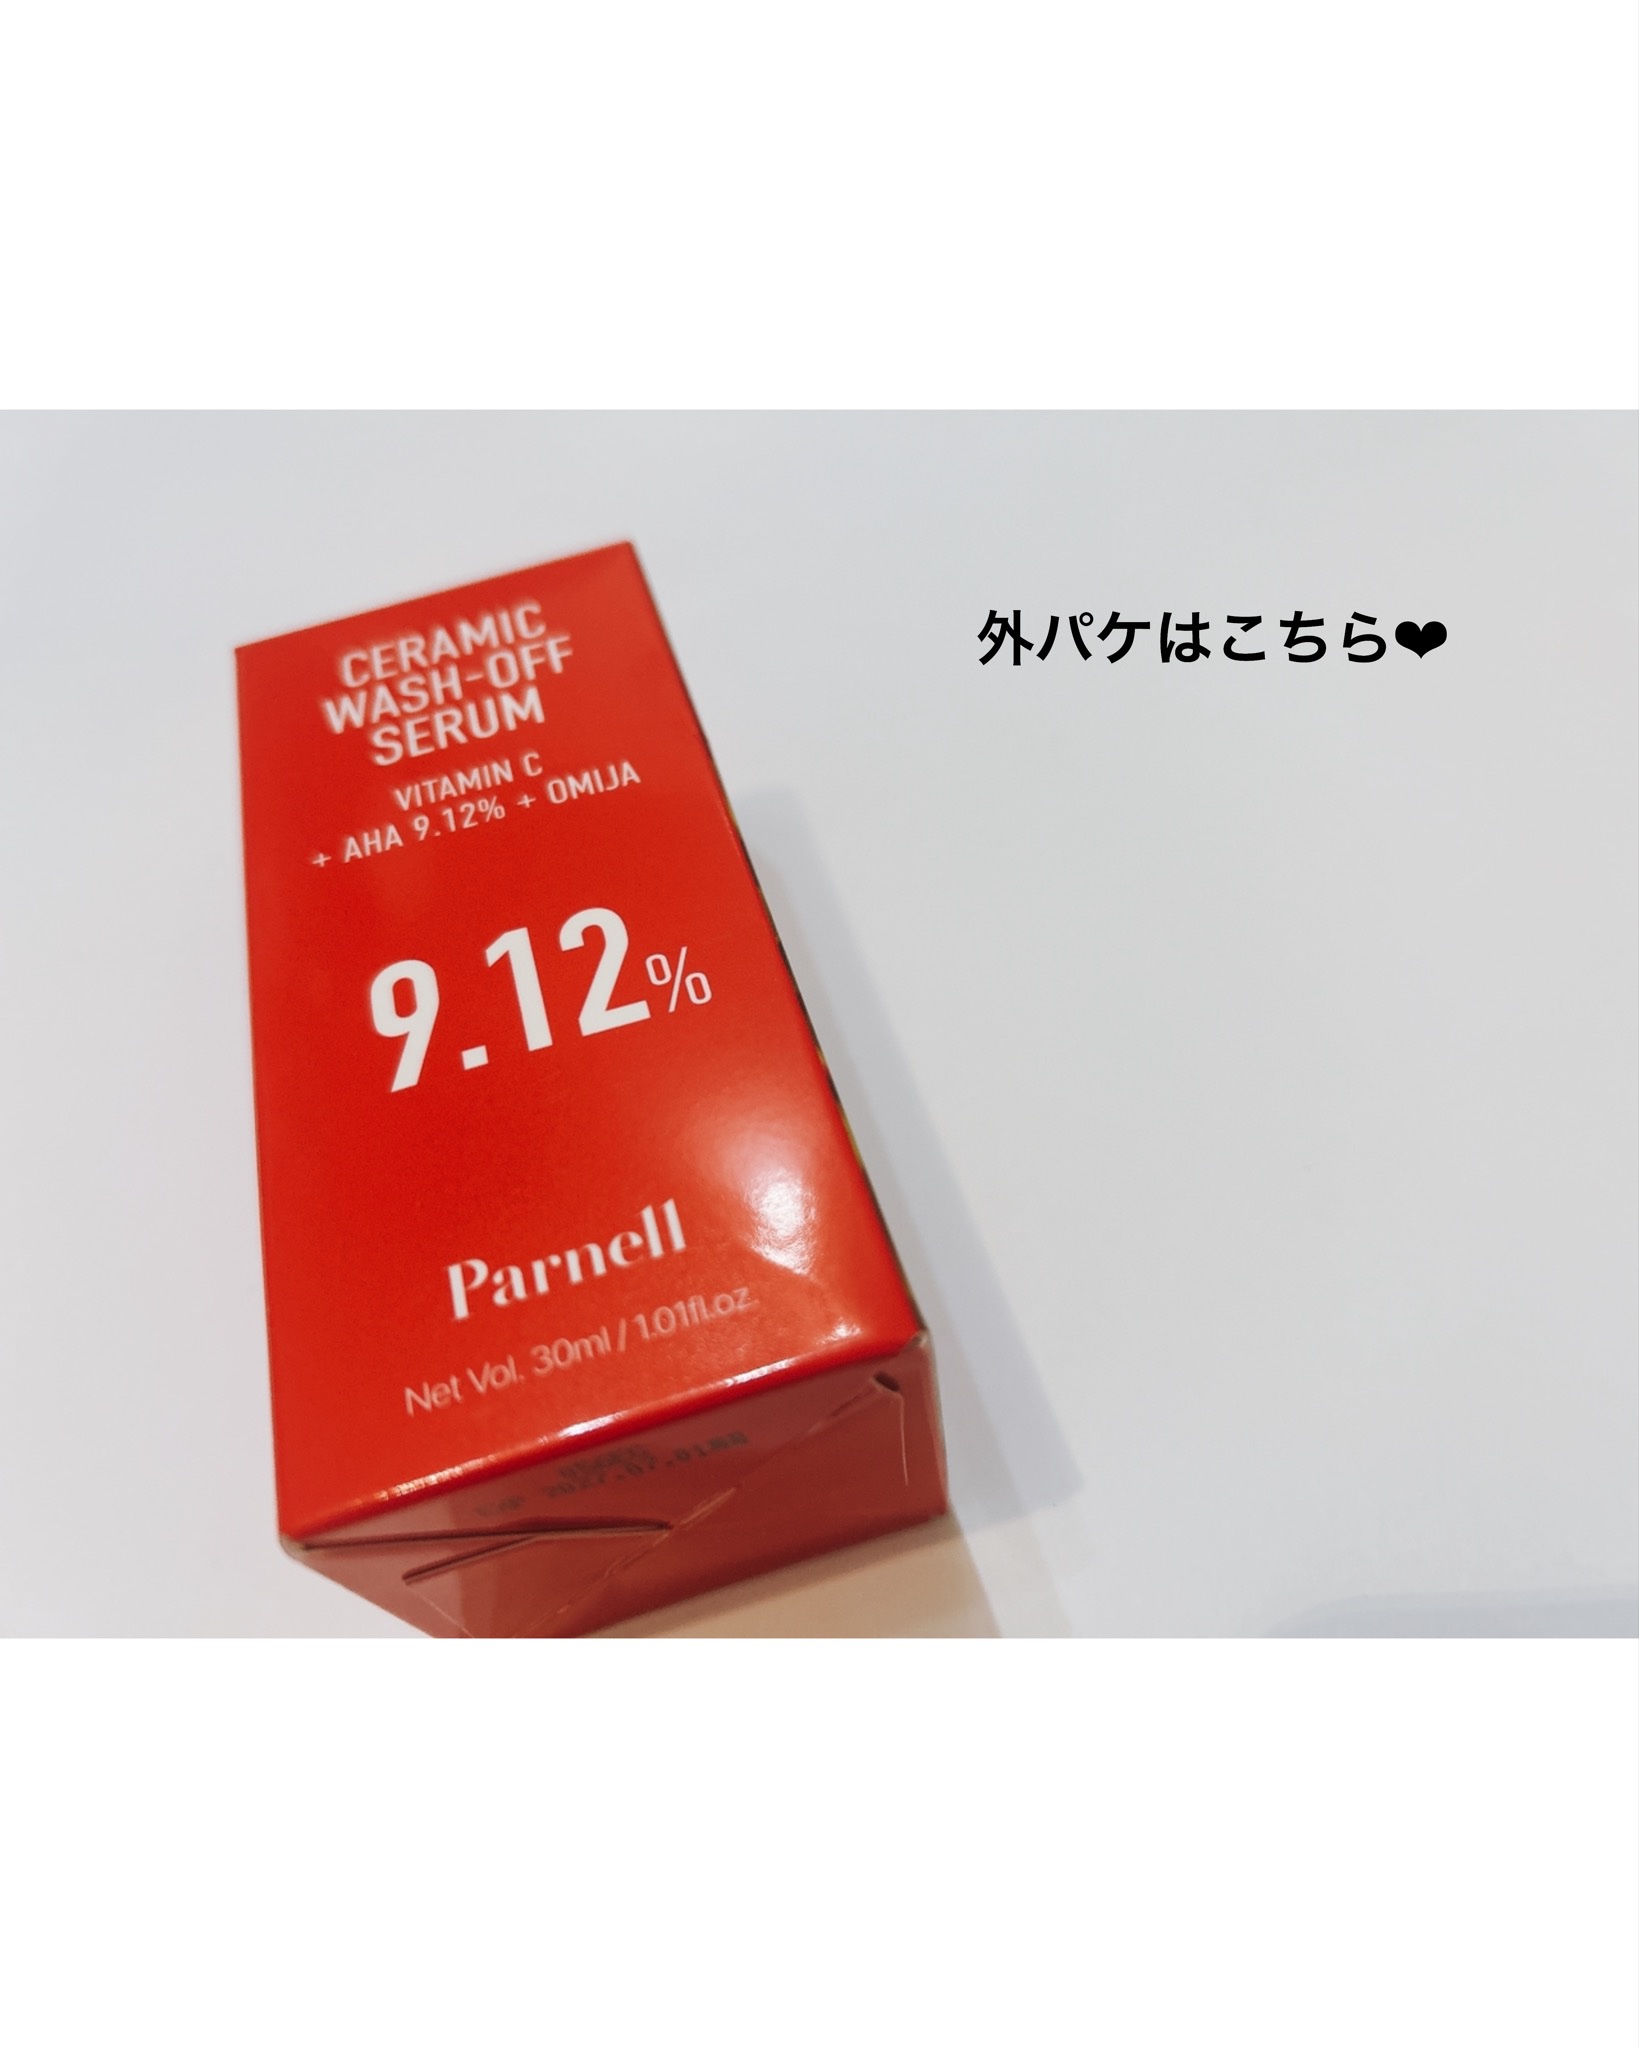 CERAMIC
WASH-OFF
SERUM
VITAMIN C
+ AHA 9.12% + OMIJA
9.12%
Parnell
Net Vol. 30ml / 1.01fl.oz.
外パケはこちら❤